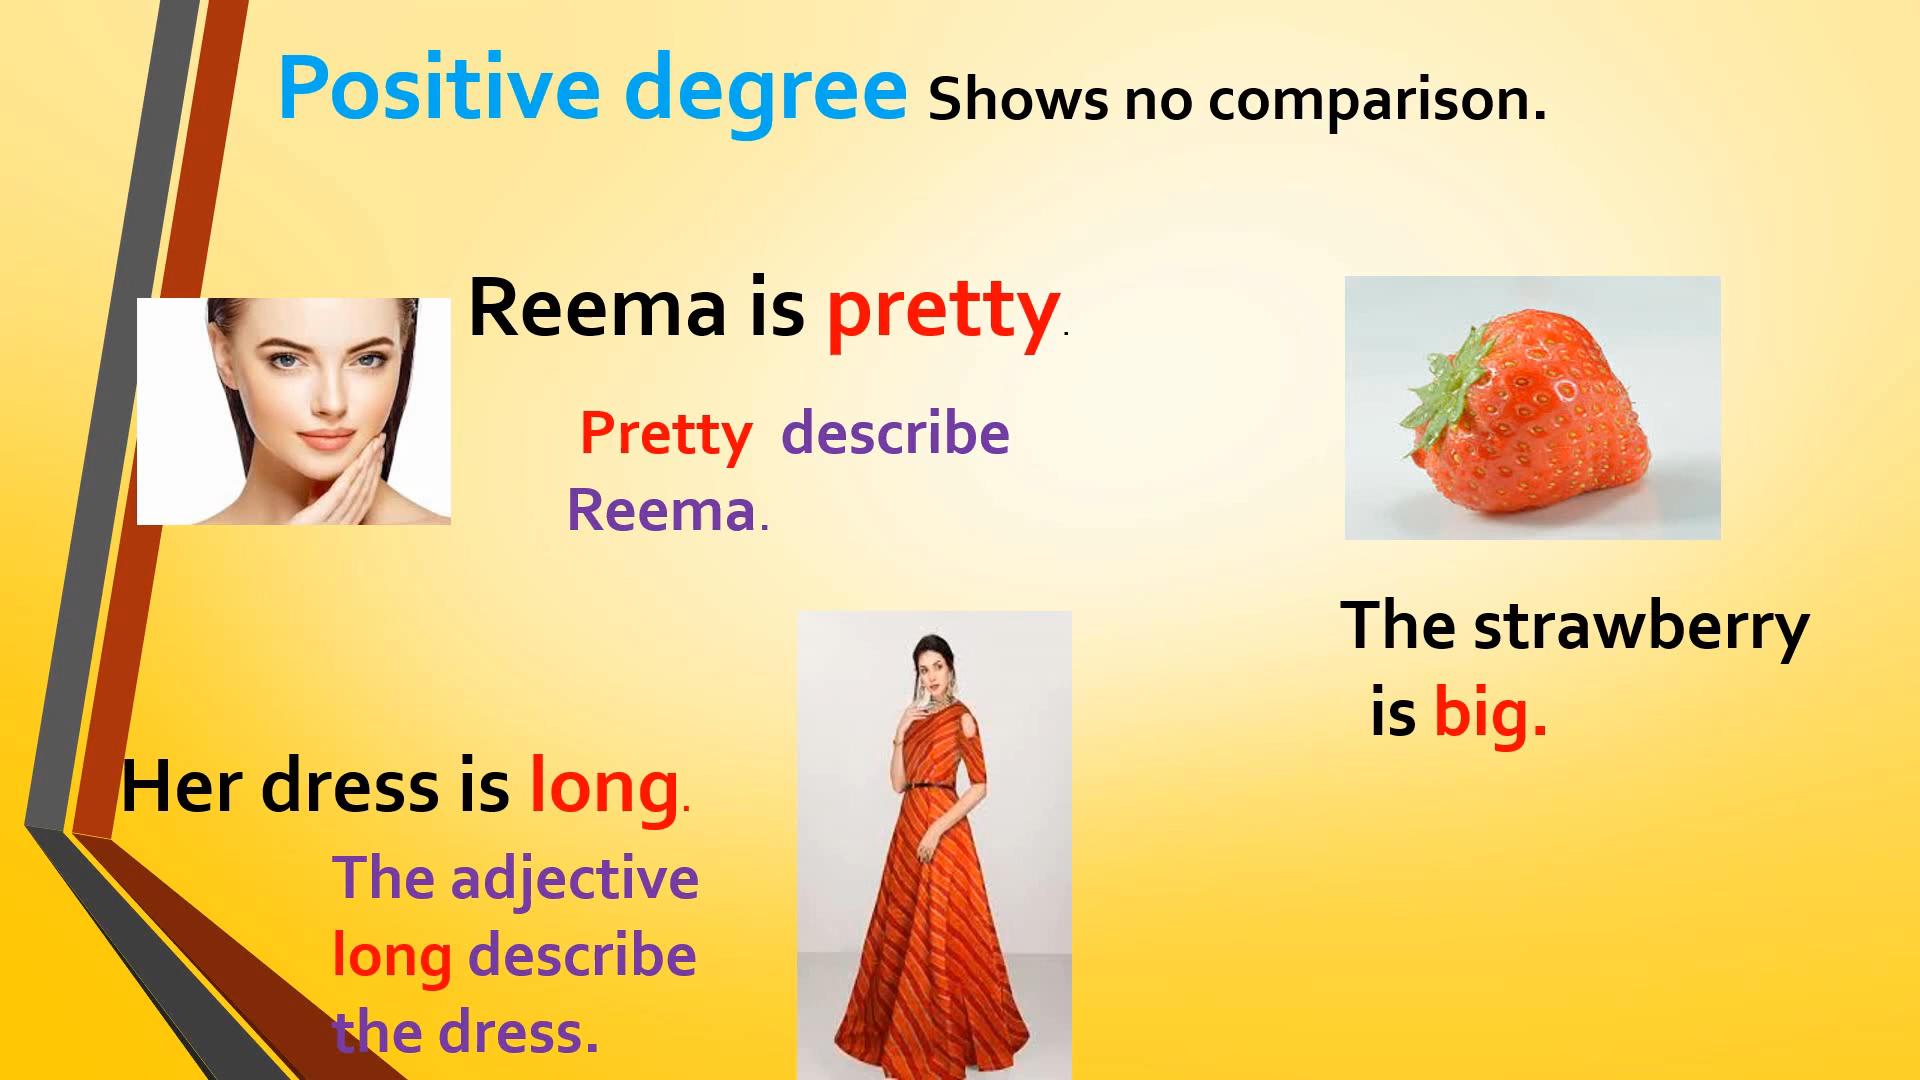 Positive degree Shows no comparison.
Reema is pretty.
Pretty describe
Reema.
The strawberry
is big.
Her dress is long.
The adjective
long describe
the dress.